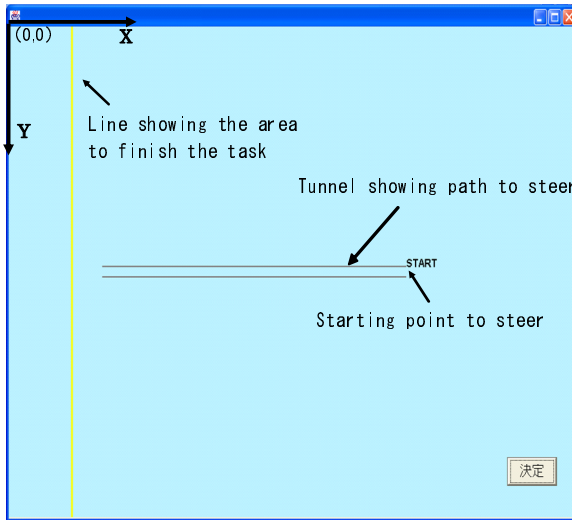 (0,0)
X
Y
Line showing the area
to finish the task
Tunnel showing path to steer
START
Starting point to steer
決定